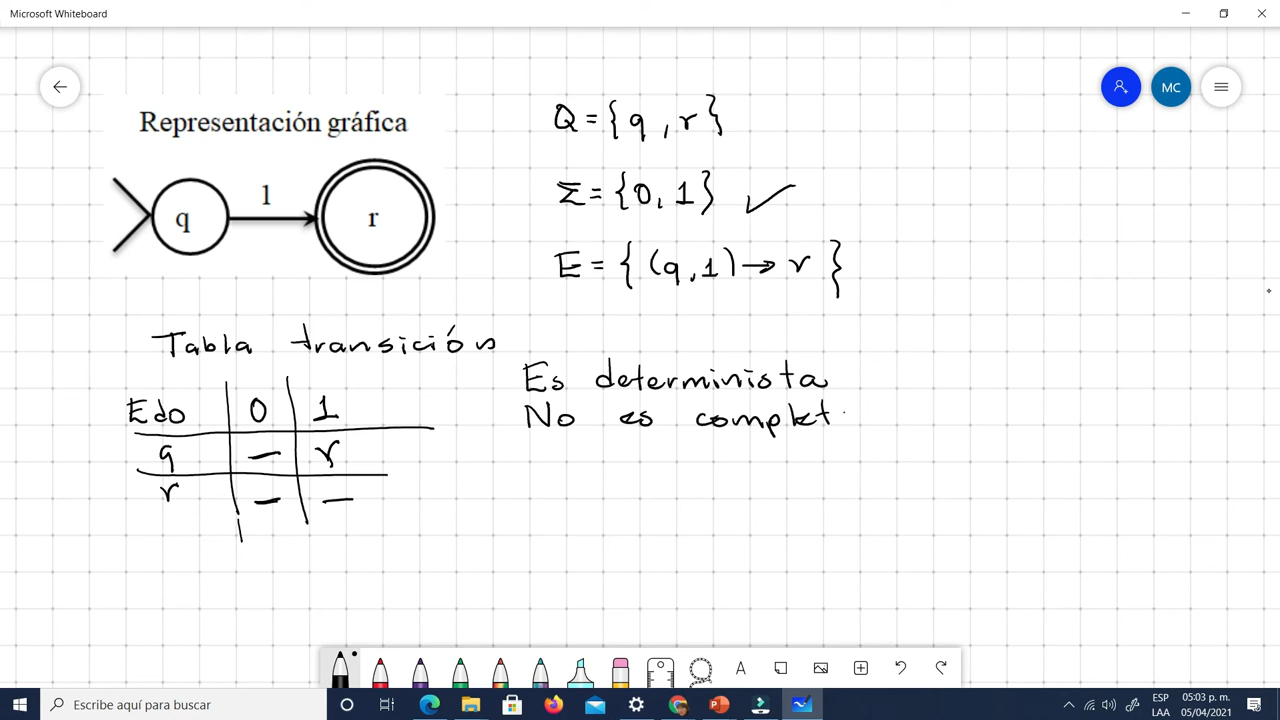 Microsoft Whiteboard
MC
Representación gráfica
q
1
r
Q = {q, r}
Σ = {0, 1}
E = {(q, 1) → r}
Tabla transición
Edo 0 1
q — r
r — —
Es determinista
No es complet
A
Escribe aquí para buscar
ESP
LAA
05:03 p. m.
05/04/2021